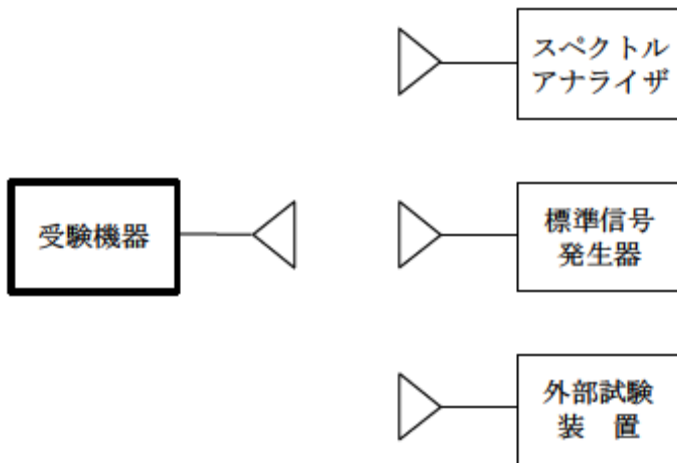 スペクトル
アナライザ
受験機器
標準信号
発生器
外部試験
装　置